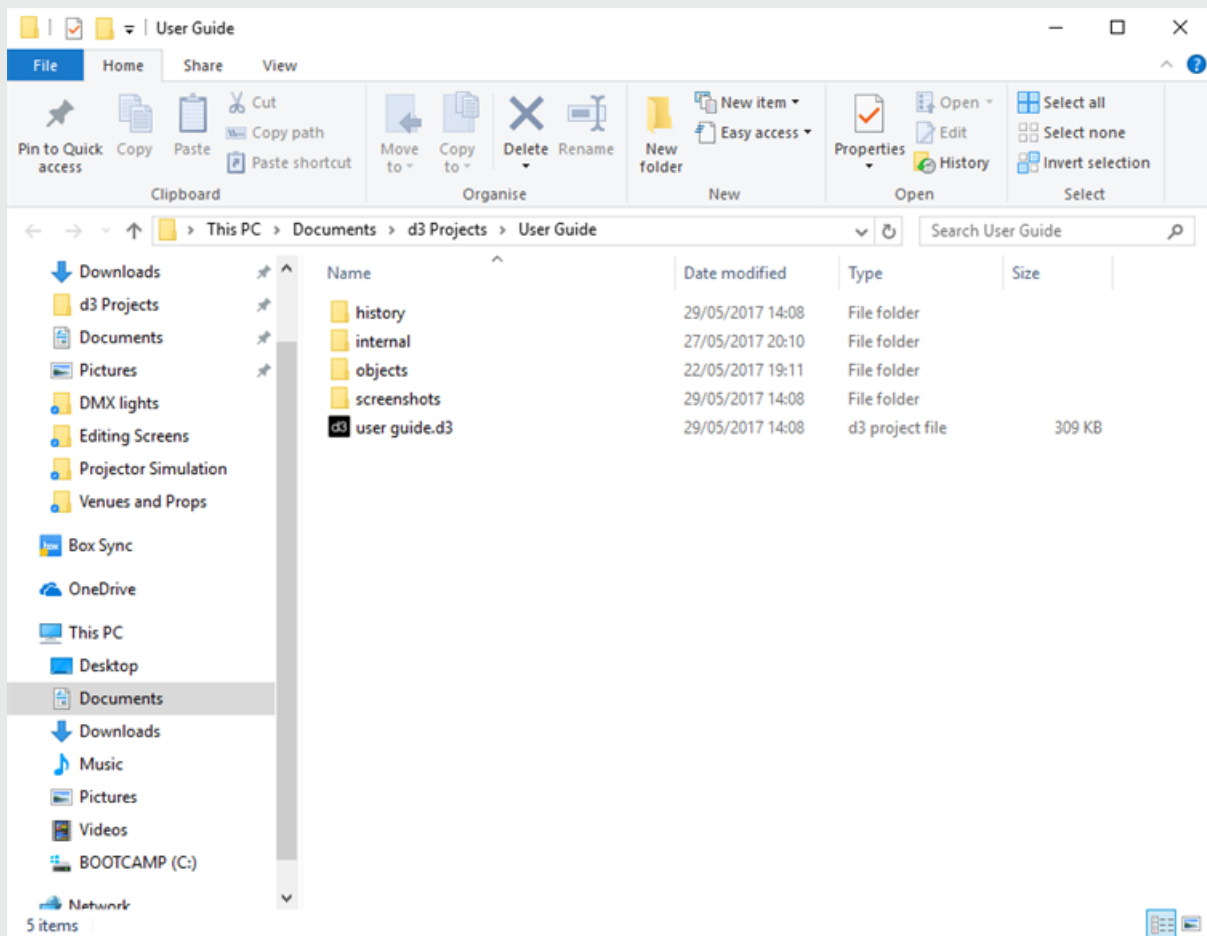 User Guide
File Home Share View
Pin to Quick access
Copy
Paste
Cut
Copy path
Paste shortcut
Move to
Copy to
Delete
Rename
New folder
New item
Easy access
Properties
Open
Edit
History
Select all
Select none
Invert selection
Clipboard Organise New Open Select
This PC > Documents > d3 Projects > User Guide
Search User Guide
Downloads
d3 Projects
Documents
Pictures
DMX lights
Editing Screens
Projector Simulation
Venues and Props
box Box Sync
OneDrive
This PC
Desktop
Documents
Downloads
Music
Pictures
Videos
BOOTCAMP (C:)
Network
Name Date modified Type Size
history 29/05/2017 14:08 File folder
internal 27/05/2017 20:10 File folder
objects 22/05/2017 19:11 File folder
screenshots 29/05/2017 14:08 File folder
d3 user guide.d3 29/05/2017 14:08 d3 project file 309 KB
5 items